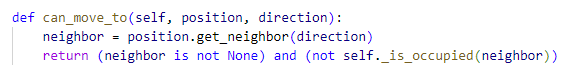 def can_move_to(self, position, direction):
    neighbor = position.get_neighbor(direction)
    return (neighbor is not None) and (not self._is_occupied(neighbor))